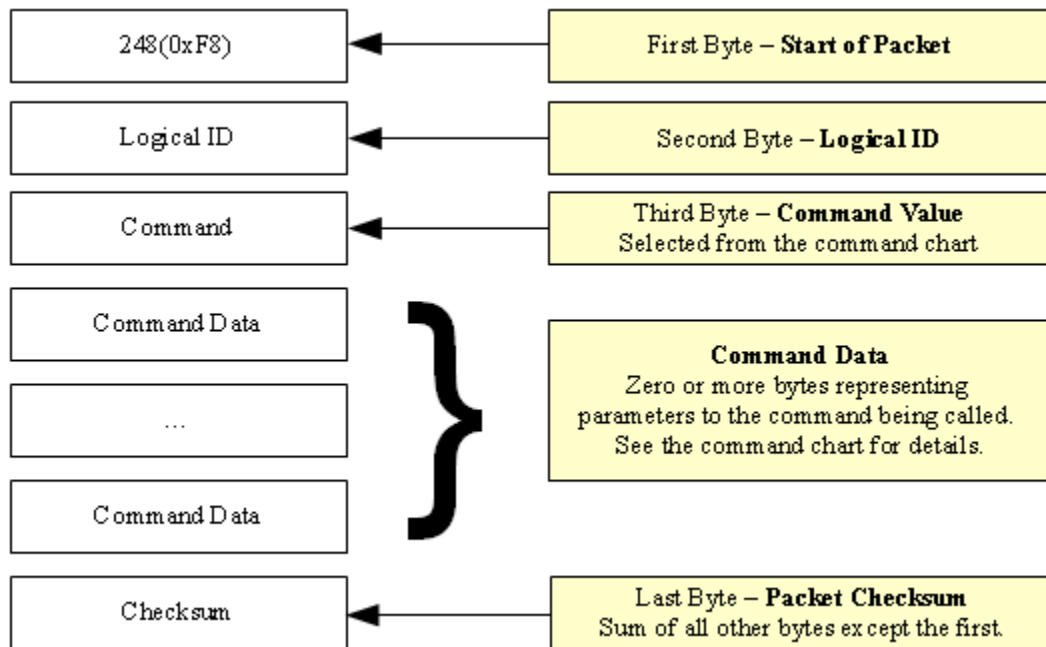 248(0xF8)
First Byte – Start of Packet
Logical ID
Second Byte – Logical ID
Command
Third Byte – Command Value
Selected from the command chart
Command Data
...
Command Data
}
Command Data
Zero or more bytes representing
parameters to the command being called.
See the command chart for details.
Checksum
Last Byte – Packet Checksum
Sum of all other bytes except the first.